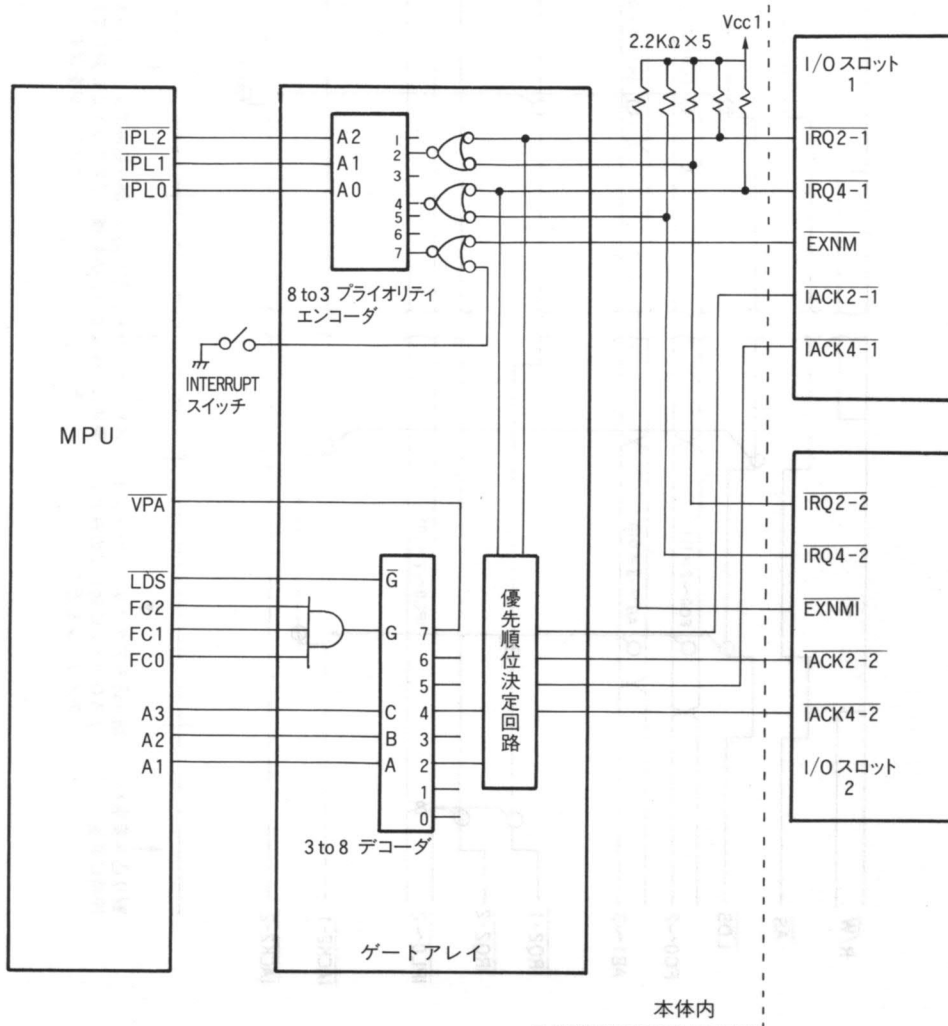 Vcc1
2.2KΩ×5
I/Oスロット
1
IPL2
IPL1
IPL0
A2
A1
A0
1
2
3
4
5
6
7
IRQ2-1
IRQ4-1
EXNM
IACK2-1
IACK4-1
8 to 3 プライオリティ
エンコーダ
INTERRUPT
スイッチ
MPU
VPA
LDS
FC2
FC1
FC0
A3
A2
A1
G
G
C
B
A
7
6
5
4
3
2
1
0
優先順位決定回路
IRQ2-2
IRQ4-2
EXNMI
IACK2-2
IACK4-2
I/Oスロット
2
3 to 8 デコーダ
ゲートアレイ
本体内